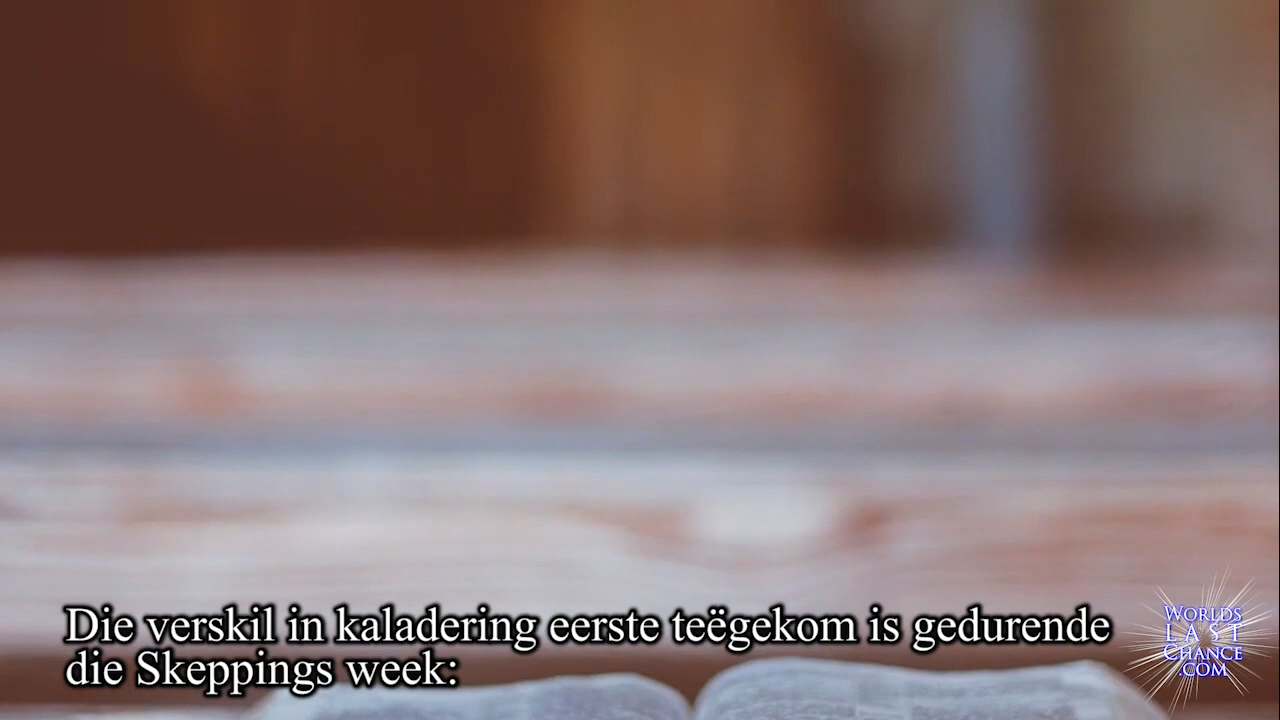 Die verskil in kaladering eerste teëgekom is gedurende
die Skeppings week:
WORLDS
LAST
CHANCE
.COM